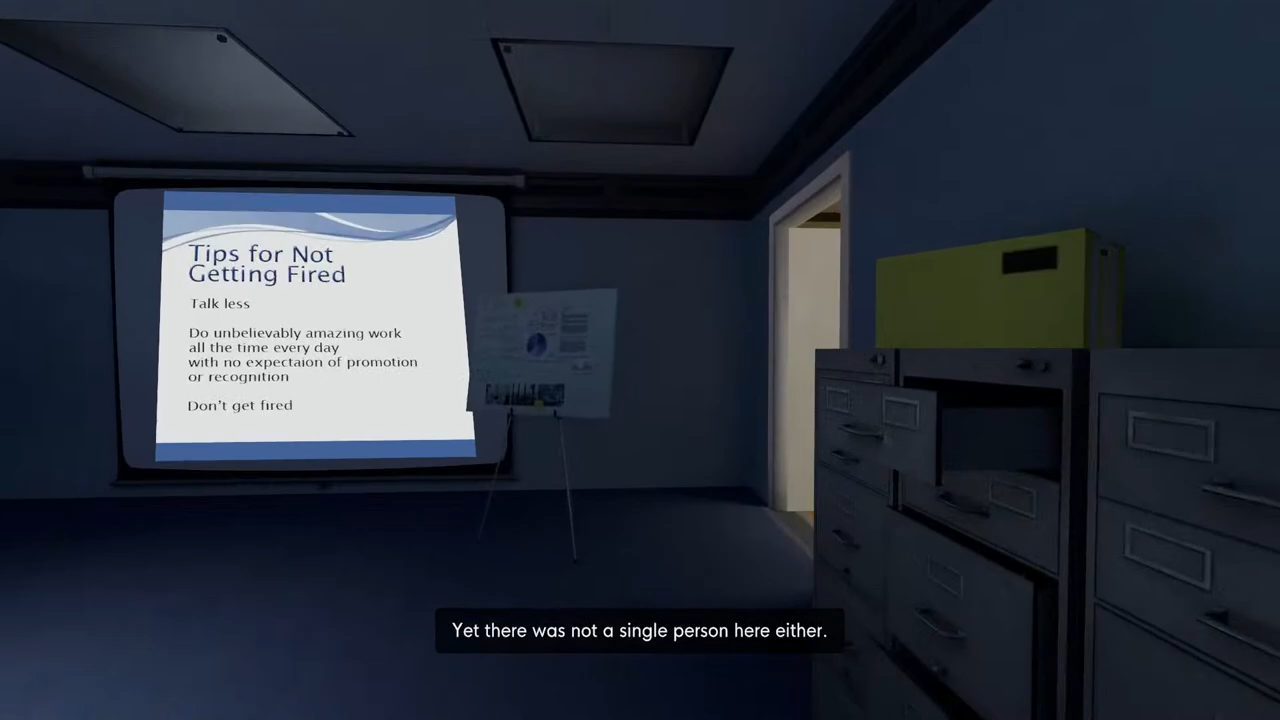 Tips for Not
Getting Fired
Talk less
Do unbelievably amazing work
all the time every day
with no expectaion of promotion
or recognition
Don't get fired
Yet there was not a single person here either.